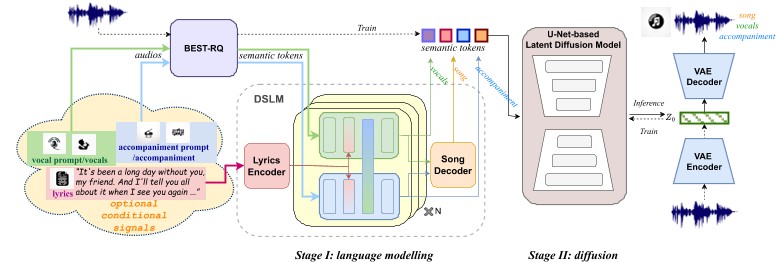 BEST-RQ
audios
semantic tokens
Train
semantic tokens
vocals
song
accompaniment
DSLM
vocal prompt/vocals
accompaniment prompt
/accompaniment
lyrics
"It's been a long day without you,
my friend. And I'll tell you all
about it when I see you again ..."
optional
conditional
signals
Lyrics
Encoder
Song
Decoder
×N
Stage I: language modelling
U-Net-based
Latent Diffusion Model
Inference
Z0
Train
Stage II: diffusion
song
vocals
accompaniment
VAE
Decoder
VAE
Encoder